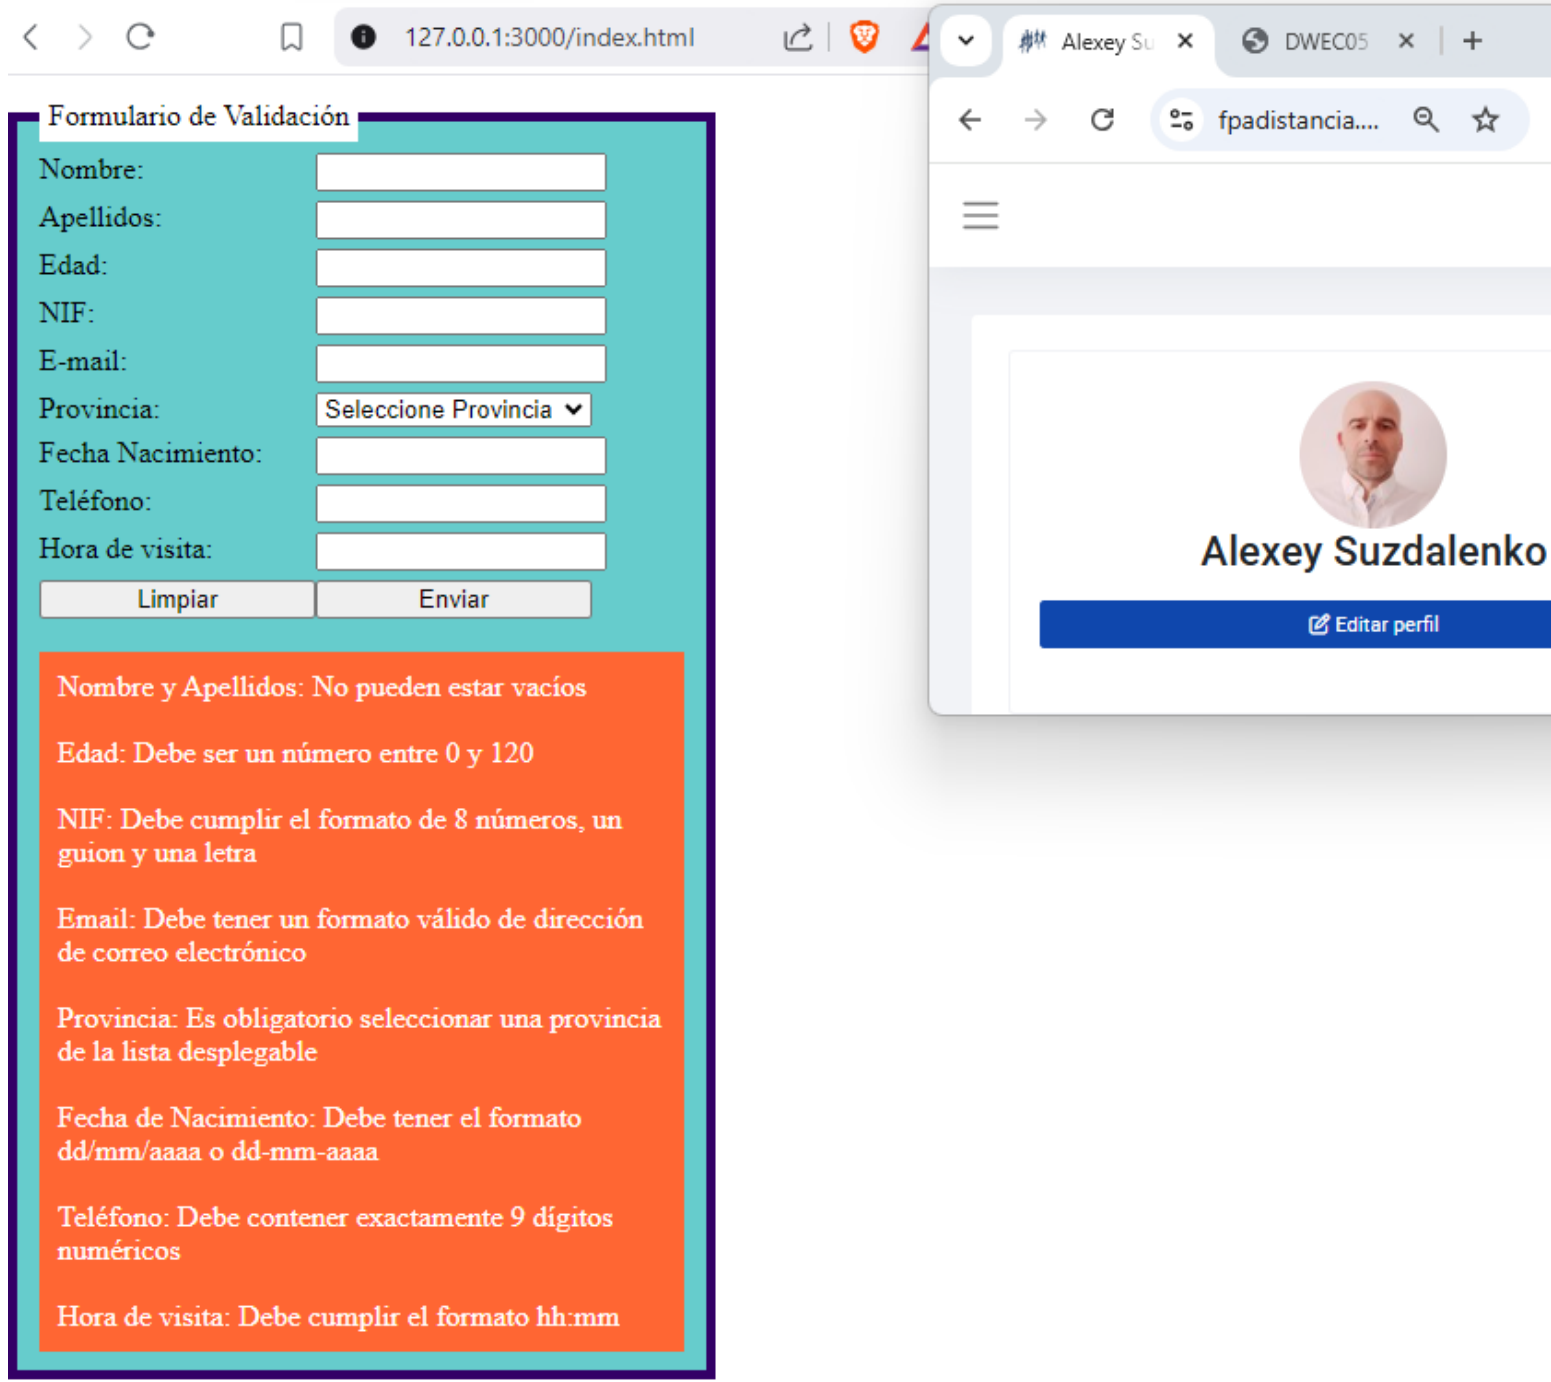 127.0.0.1:3000/index.html
Formulario de Validación
Nombre:
Apellidos:
Edad:
NIF:
E-mail:
Provincia:
Seleccione Provincia
Fecha Nacimiento:
Teléfono:
Hora de visita:
Limpiar
Enviar
Nombre y Apellidos: No pueden estar vacíos
Edad: Debe ser un número entre 0 y 120
NIF: Debe cumplir el formato de 8 números, un
guion y una letra
Email: Debe tener un formato válido de dirección
de correo electrónico
Provincia: Es obligatorio seleccionar una provincia
de la lista desplegable
Fecha de Nacimiento: Debe tener el formato
dd/mm/aaaa o dd-mm-aaaa
Teléfono: Debe contener exactamente 9 dígitos
numéricos
Hora de visita: Debe cumplir el formato hh:mm
Alexey Su
DWEC05
fpadistancia....
Alexey Suzdalenko
Editar perfil